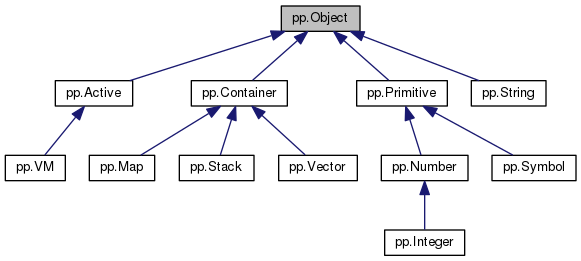 pp.Object
pp.Active
pp.Container
pp.Primitive
pp.String
pp.VM
pp.Map
pp.Stack
pp.Vector
pp.Number
pp.Symbol
pp.Integer